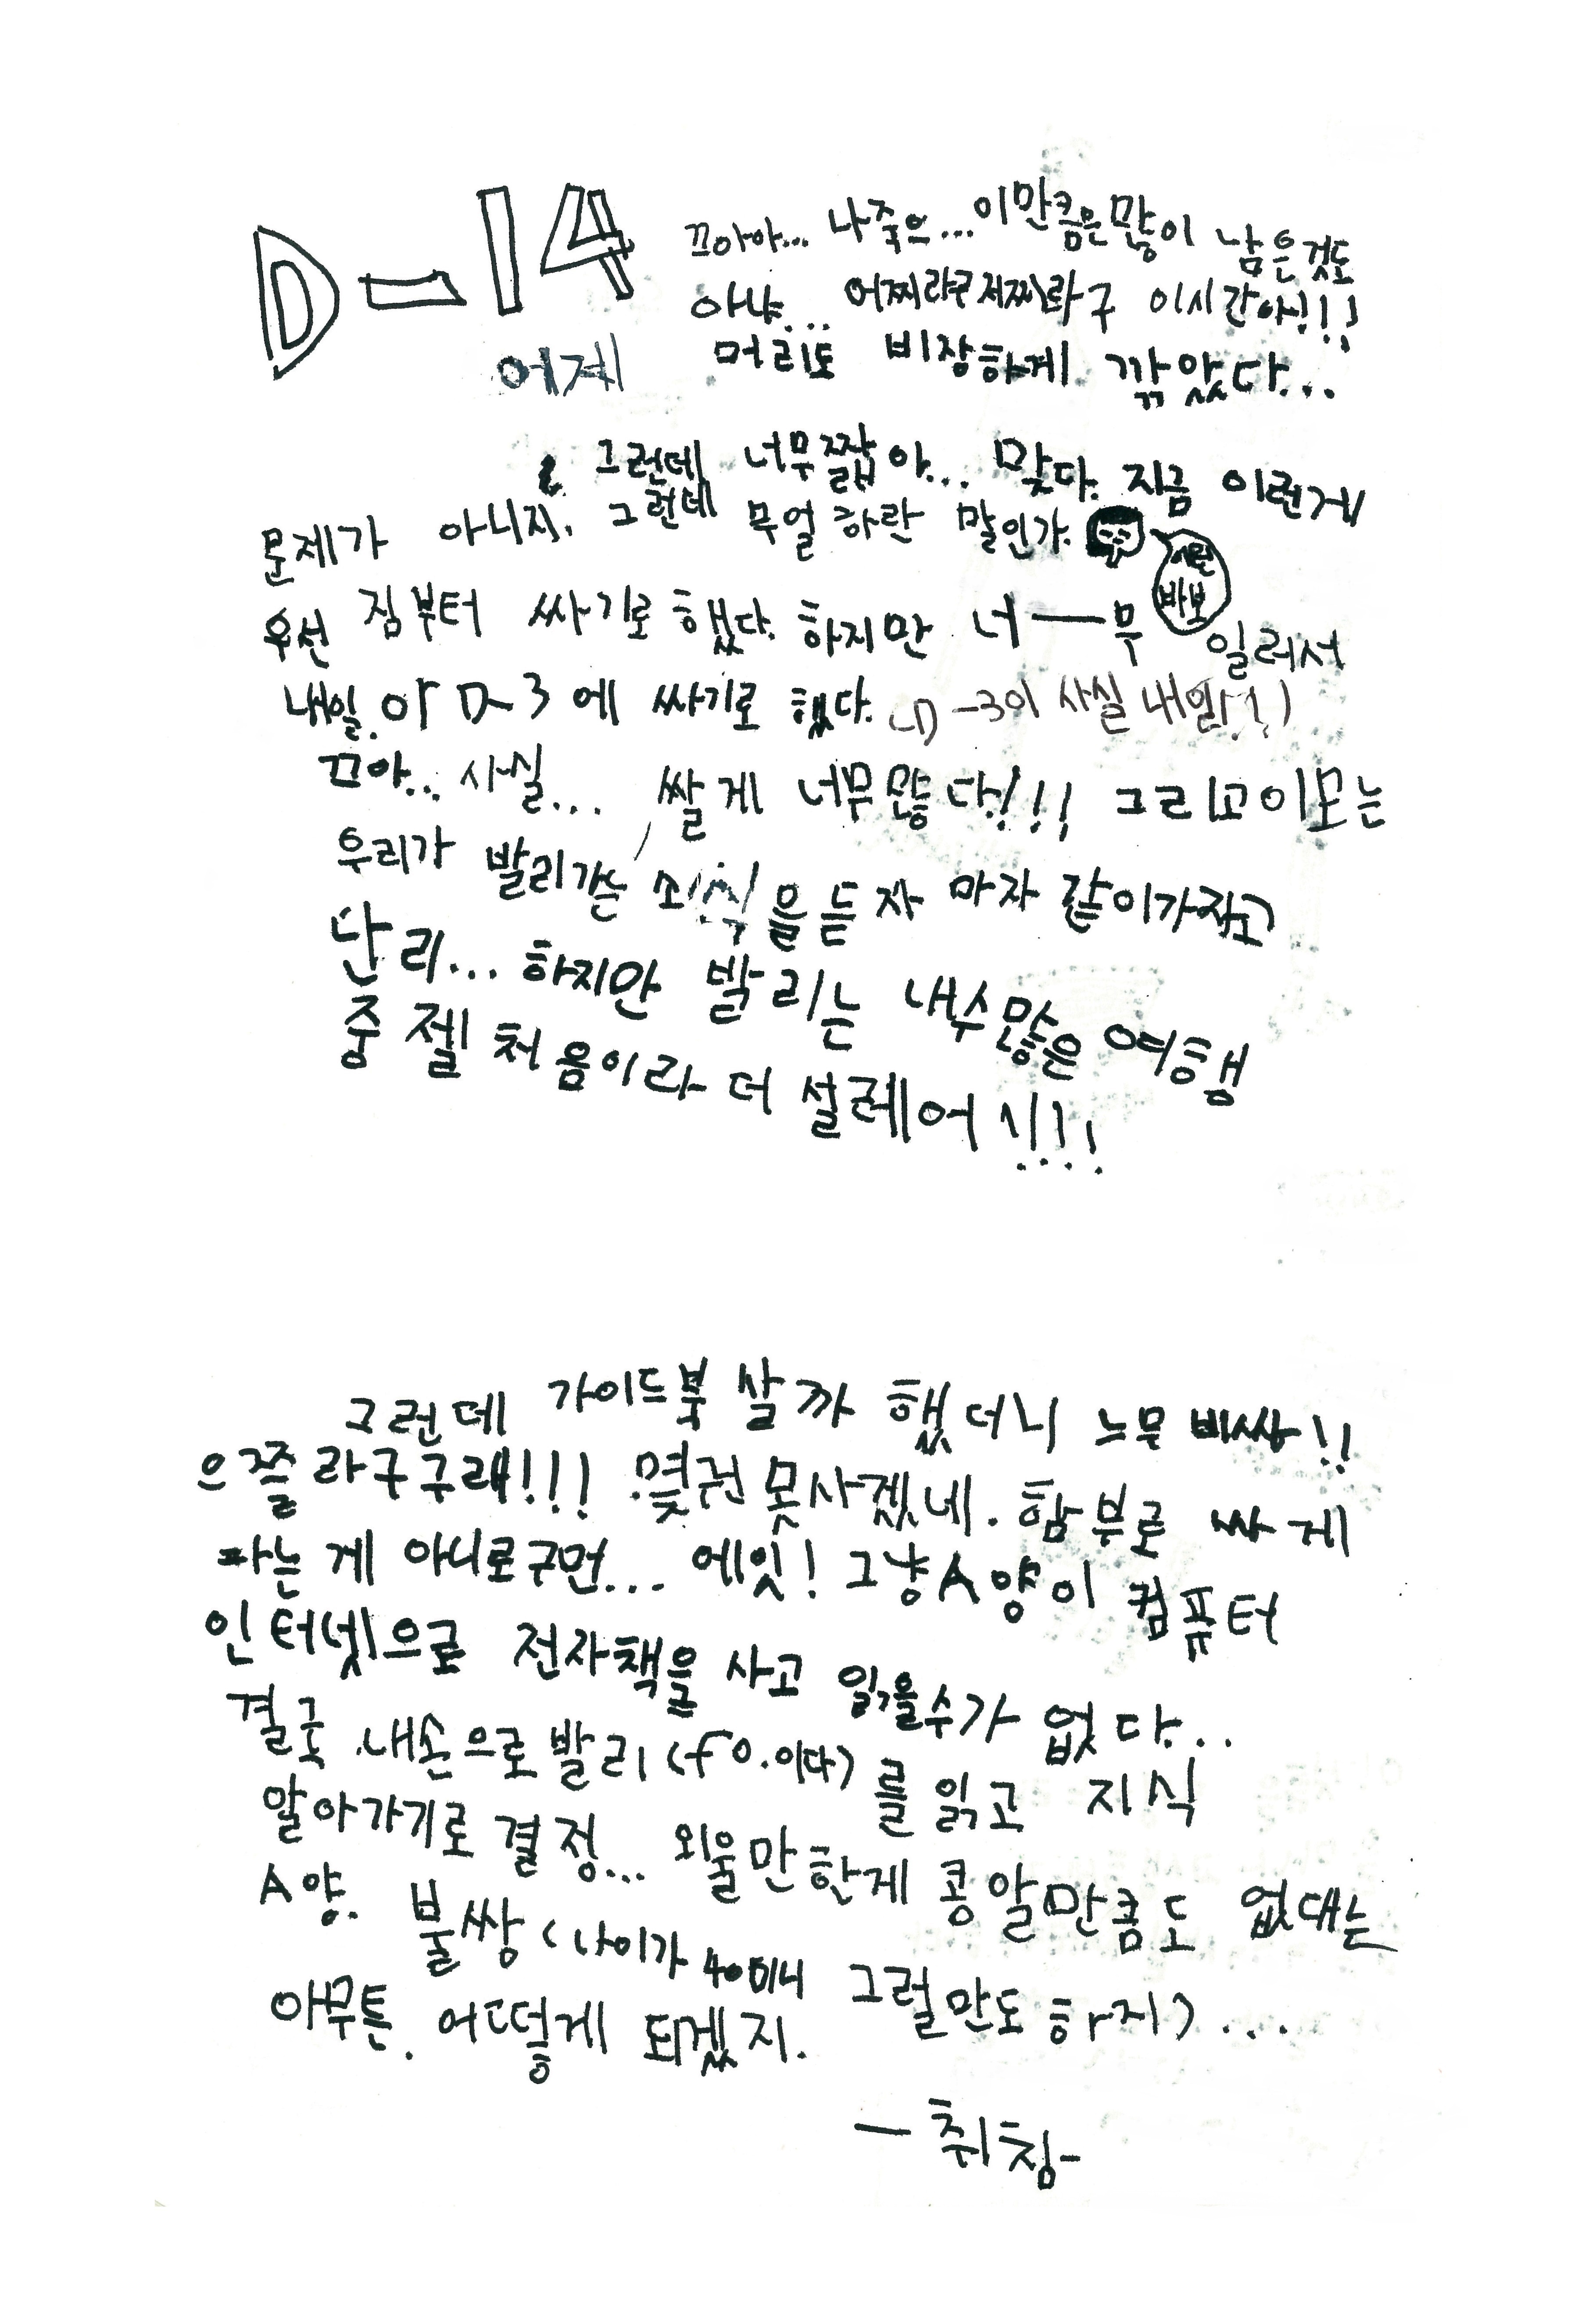 D-14
끄아아... 나죽으... 이만큼은많이 남은것도
아냐... 어찌라구저찌라구 이시간아!!!
어제 머리도 비장하게 깎았다...
그런데 너무짧아... 맞다. 지금 이런게
문제가 아니지. 그런데 무얼하란 말인가.
이런
바보
우선 짐부터 싸기로 했다. 하지만 너ㅡ무 일러서
내일.아 D-3에 싸기로 했다. (D-3이 사실 내일!!)
끄아... 사실... 쌀게 너무많다!!! 그리고이모는
우리가 발리가는 소식을듣자 마자 같이가자고
난리... 하지만 발리는 내수많은 여행
중 젤 처음이라 더 설레어!!!!
그런데 가이드북 살까 했더니 느무 비쌈!!
으쯜라구구래!!! 몇권못사겠네. 함부로 싸게
파는게 아니로구먼... 에잇! 그냥A양이 컴퓨터
인터넷으로 전자책을 사고 읽을수가 없다...
결국 내손으로발리(f 0.이다)를 읽고 지식
알아가기로결정... 외울만한게 콩알만큼도 없대는
A양. 불쌍(나이가 40이니 그럴만도하지)...
아무튼. 어떻게 되겠지.
-취침-